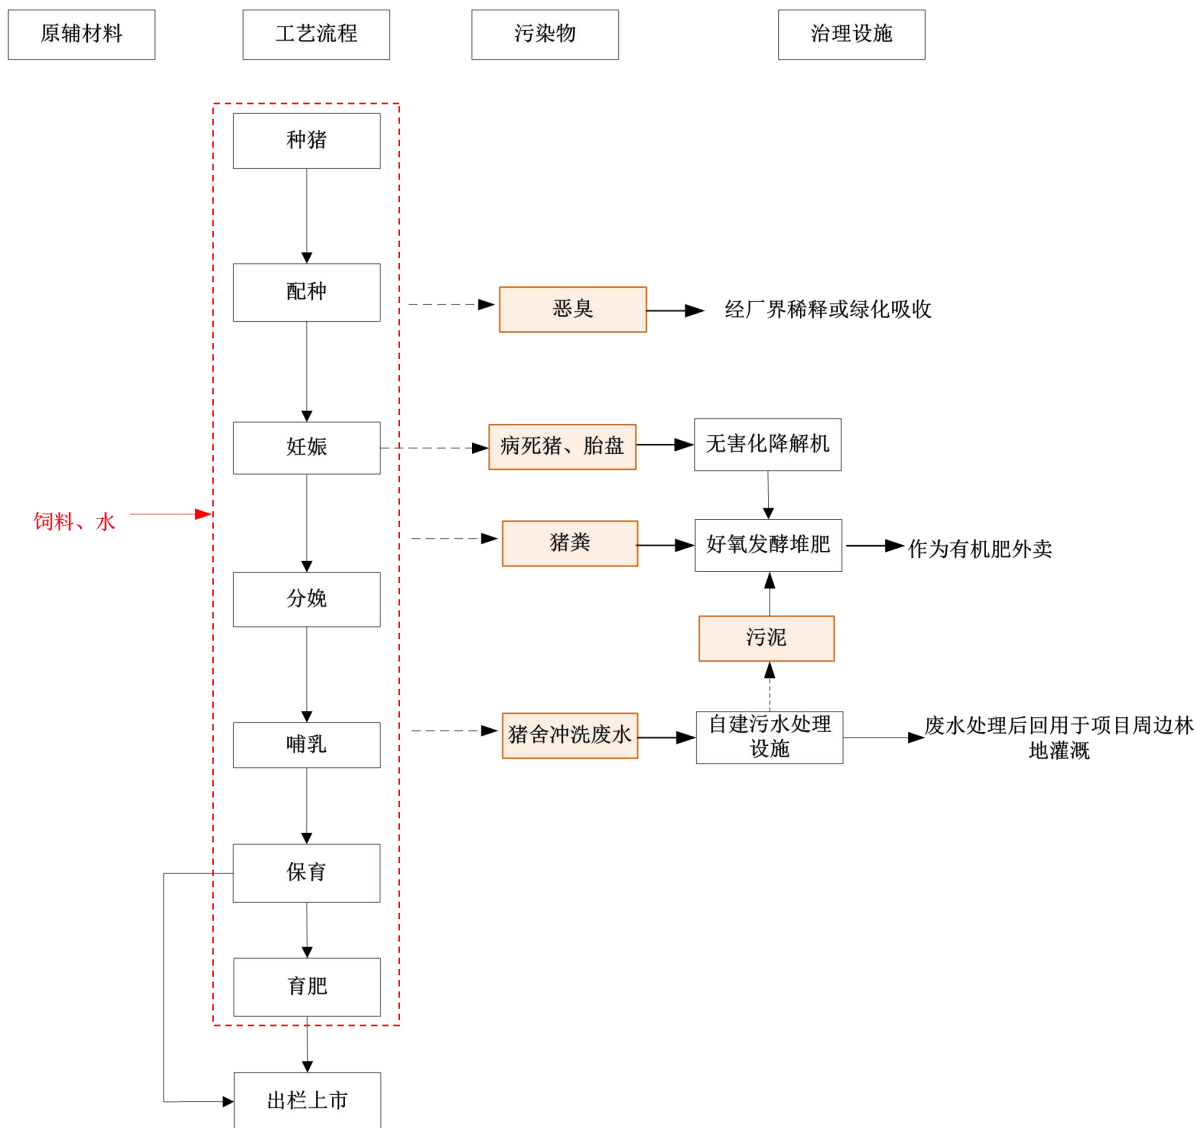 原辅材料
工艺流程
污染物
治理设施
种猪
配种
恶臭
经厂界稀释或绿化吸收
妊娠
病死猪、胎盘
无害化降解机
饲料、水
猪粪
好氧发酵堆肥
作为有机肥外卖
分娩
污泥
哺乳
猪舍冲洗废水
自建污水处理
设施
废水处理后回用于项目周边林
地灌溉
保育
育肥
出栏上市